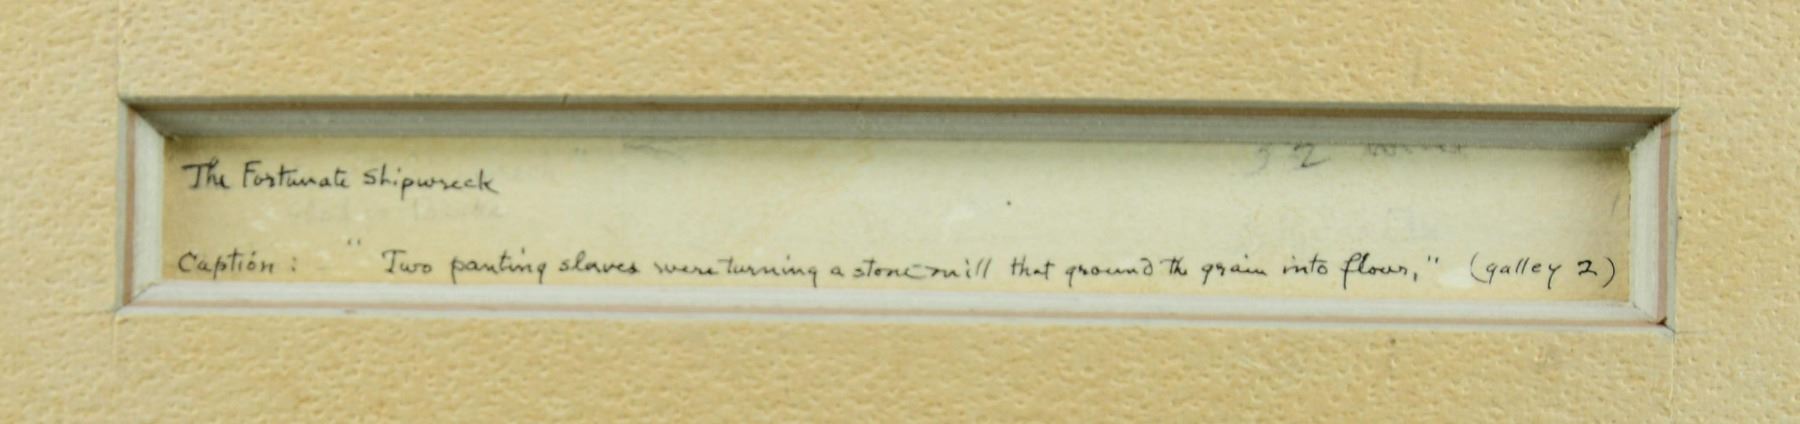 32
The Fortunate Shipwreck
Caption: "Two panting slaves were turning a stone mill that ground the grain into flour," (galley 2)